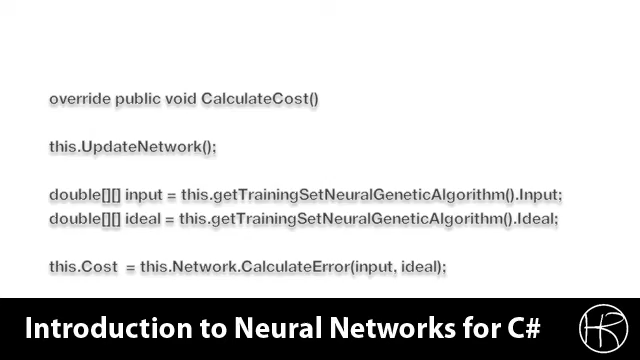 override public void CalculateCost()
this.UpdateNetwork();
double[][] input = this.getTrainingSetNeuralGeneticAlgorithm().Input;
double[][] ideal = this.getTrainingSetNeuralGeneticAlgorithm().Ideal;
this.Cost  = this.Network.CalculateError(input, ideal);
Introduction to Neural Networks for C#